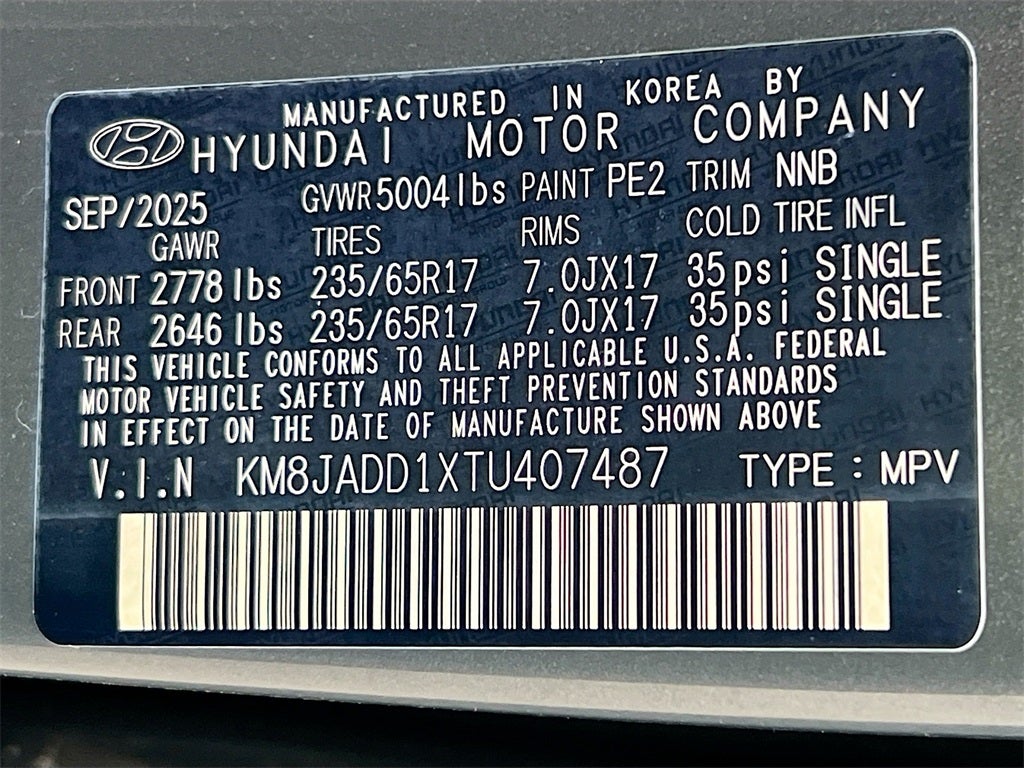 MANUFACTURED IN KOREA BY
HYUNDAI MOTOR COMPANY
SEP/2025 GVWR 5004lbs PAINT PE2 TRIM NNB
GAWR TIRES RIMS COLD TIRE INFL
FRONT 2778 lbs 235/65R17 7.0JX17 35psi SINGLE
REAR 2646 lbs 235/65R17 7.0JX17 35psi SINGLE
THIS VEHICLE CONFORMS TO ALL APPLICABLE U.S.A. FEDERAL
MOTOR VEHICLE SAFETY AND THEFT PREVENTION STANDARDS
IN EFFECT ON THE DATE OF MANUFACTURE SHOWN ABOVE
V.I.N KM8JADD1XTU407487 TYPE : MPV